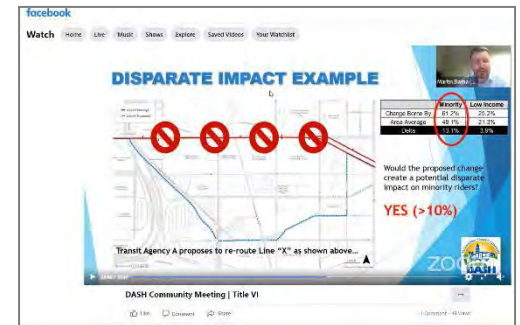 facebook
Watch Home Live Music Shows Explore Saved Videos Your Watchlist
DISPARATE IMPACT EXAMPLE
Minority Low Income
Change Borne By 61.2% 25.2%
Area Average 48.1% 21.3%
Delta 13.1% 3.9%
Would the proposed change
create a potential disparate
impact on minority riders?
YES (>10%)
Transit Agency A proposes to re-route Line "X" as shown above...
ZOOM
DASH
DASH Community Meeting | Title VI
Like Comment Share